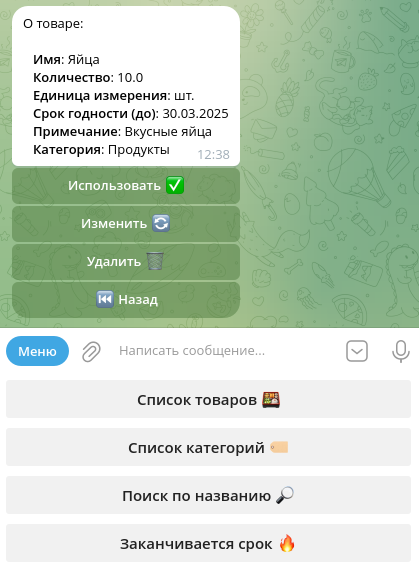 О товаре:
Имя: Яйца
Количество: 10.0
Единица измерения: шт.
Срок годности (до): 30.03.2025
Примечание: Вкусные яйца
Категория: Продукты
12:38
Использовать ✅
Изменить 🔄
Удалить 🗑
⏮ Назад
Меню
Написать сообщение...
Список товаров 🍱
Список категорий 🏷
Поиск по названию 🔎
Заканчивается срок 🔥